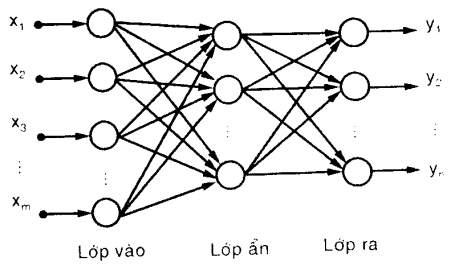 x1 y1
x2 y2
x3
xm yn
Lớp vào Lớp ẩn Lớp ra